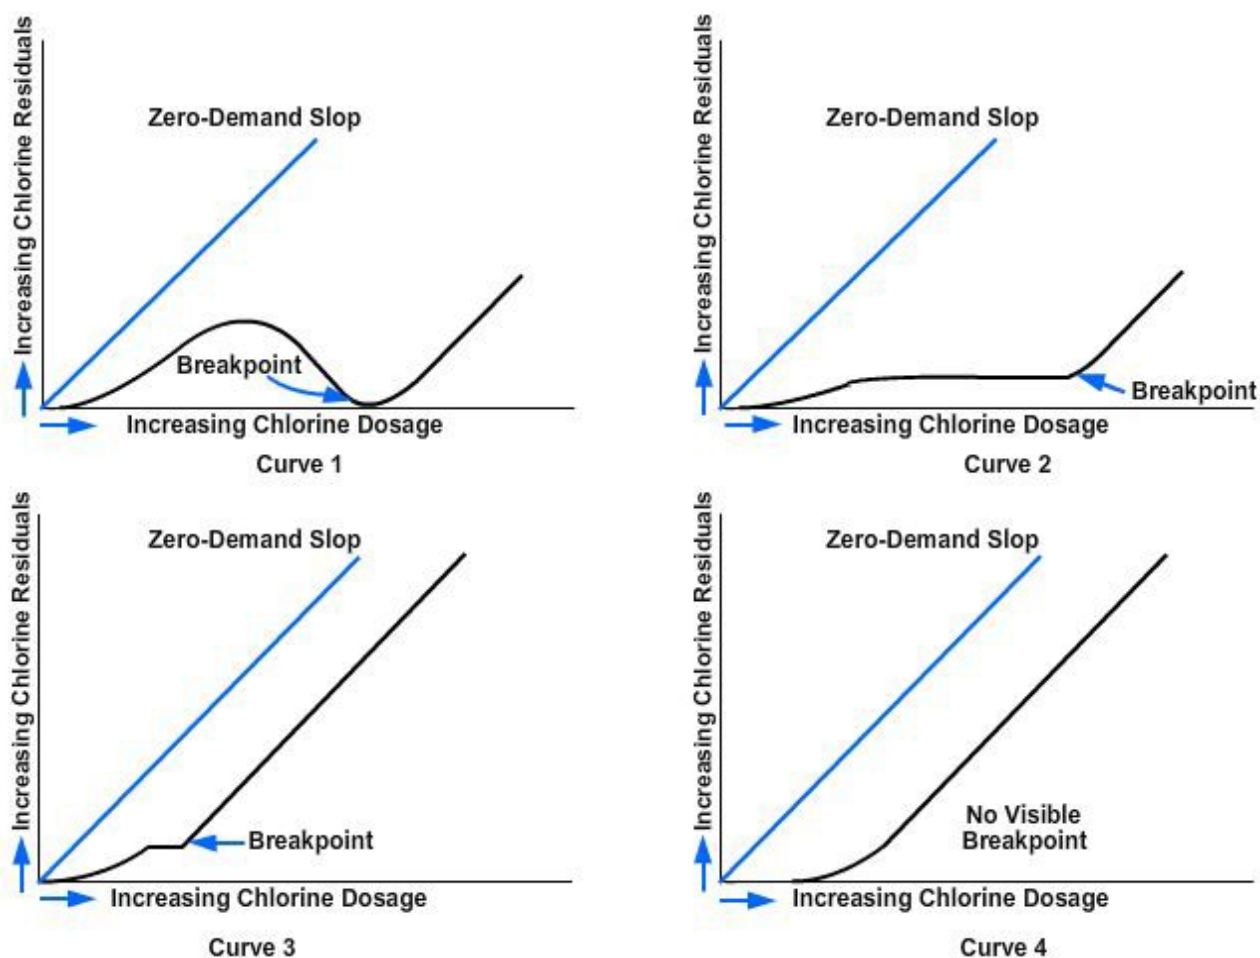 Increasing Chlorine Residuals
Zero-Demand Slop
Breakpoint
Increasing Chlorine Dosage
Curve 1
Increasing Chlorine Residuals
Zero-Demand Slop
Breakpoint
Increasing Chlorine Dosage
Curve 2
Increasing Chlorine Residuals
Zero-Demand Slop
Breakpoint
Increasing Chlorine Dosage
Curve 3
Increasing Chlorine Residuals
Zero-Demand Slop
No Visible
Breakpoint
Increasing Chlorine Dosage
Curve 4